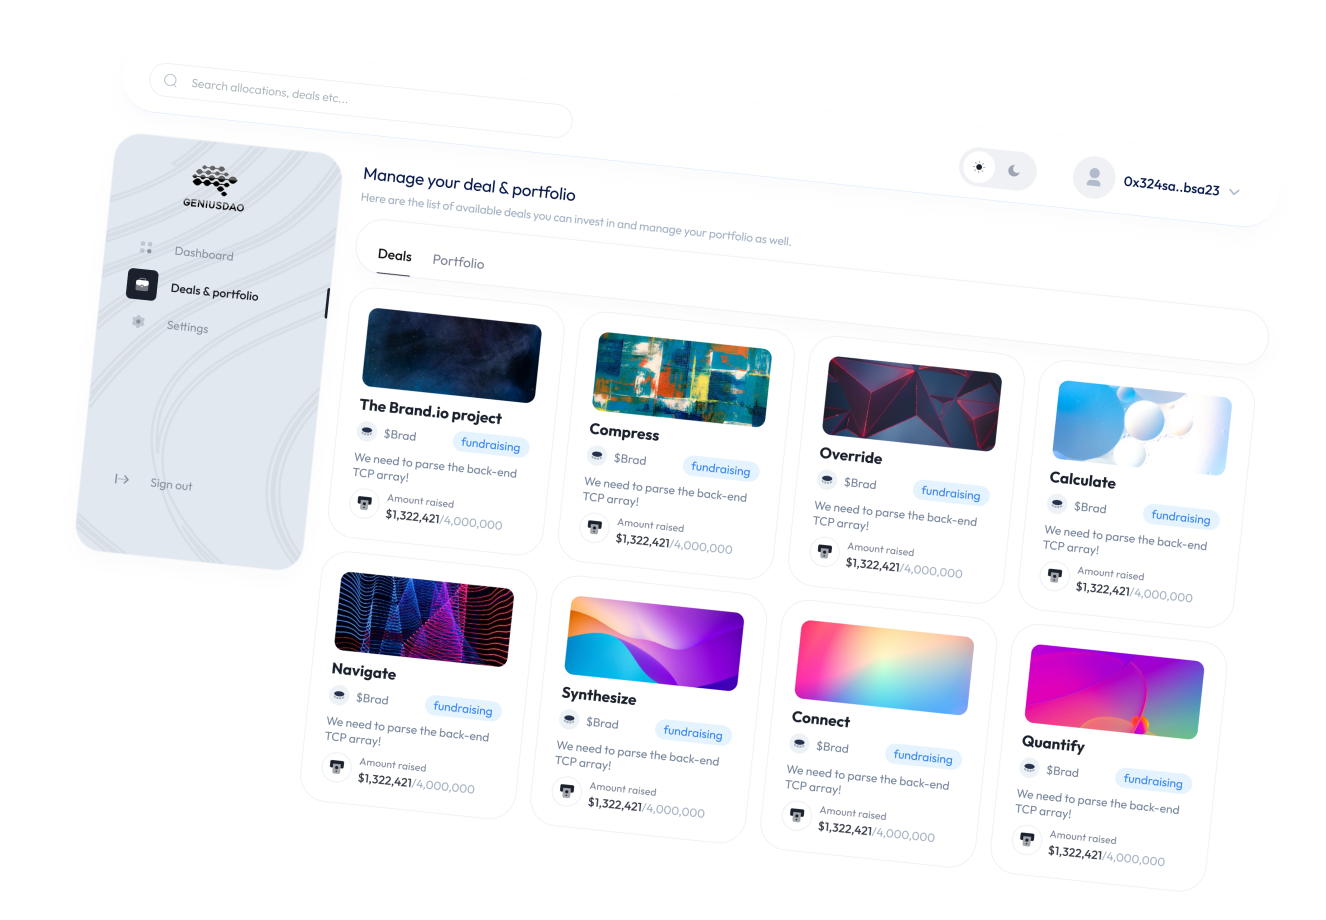 Search allocations, deals etc...
0x324sa..bsa23
GENIUSDAO
Dashboard
Deals & portfolio
Settings
Sign out
Manage your deal & portfolio
Here are the list of available deals you can invest in and manage your portfolio as well.
Deals
Portfolio
The Brand.io project
$Brad
fundraising
We need to parse the back-end
TCP array!
Amount raised
$1,322,421/4,000,000
Compress
$Brad
fundraising
We need to parse the back-end
TCP array!
Amount raised
$1,322,421/4,000,000
Override
$Brad
fundraising
We need to parse the back-end
TCP array!
Amount raised
$1,322,421/4,000,000
Calculate
$Brad
fundraising
We need to parse the back-end
TCP array!
Amount raised
$1,322,421/4,000,000
Navigate
$Brad
fundraising
We need to parse the back-end
TCP array!
Amount raised
$1,322,421/4,000,000
Synthesize
$Brad
fundraising
We need to parse the back-end
TCP array!
Amount raised
$1,322,421/4,000,000
Connect
$Brad
fundraising
We need to parse the back-end
TCP array!
Amount raised
$1,322,421/4,000,000
Quantify
$Brad
fundraising
We need to parse the back-end
TCP array!
Amount raised
$1,322,421/4,000,000